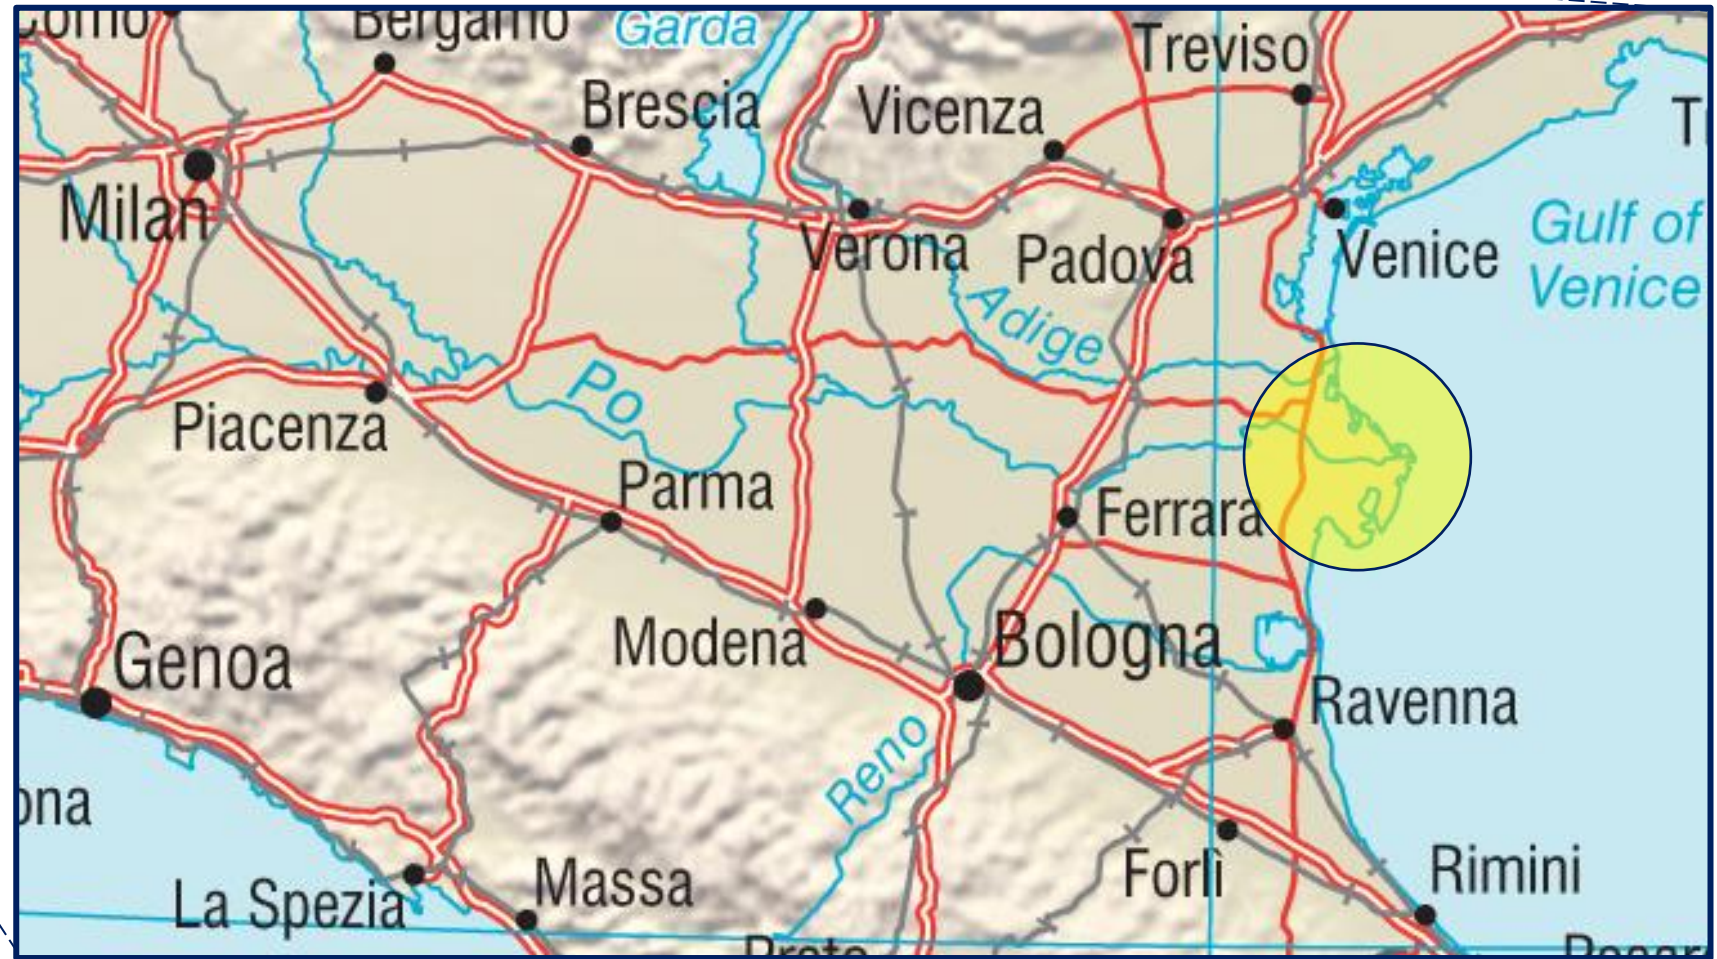 Bergamo
Garda
Treviso
Brescia
Vicenza
Milan
Verona
Padova
Venice
Gulf of
Venice
Adige
Po
Piacenza
Parma
Ferrara
Modena
Bologna
Genoa
Ravenna
Reno
Forlì
Rimini
La Spezia
Massa